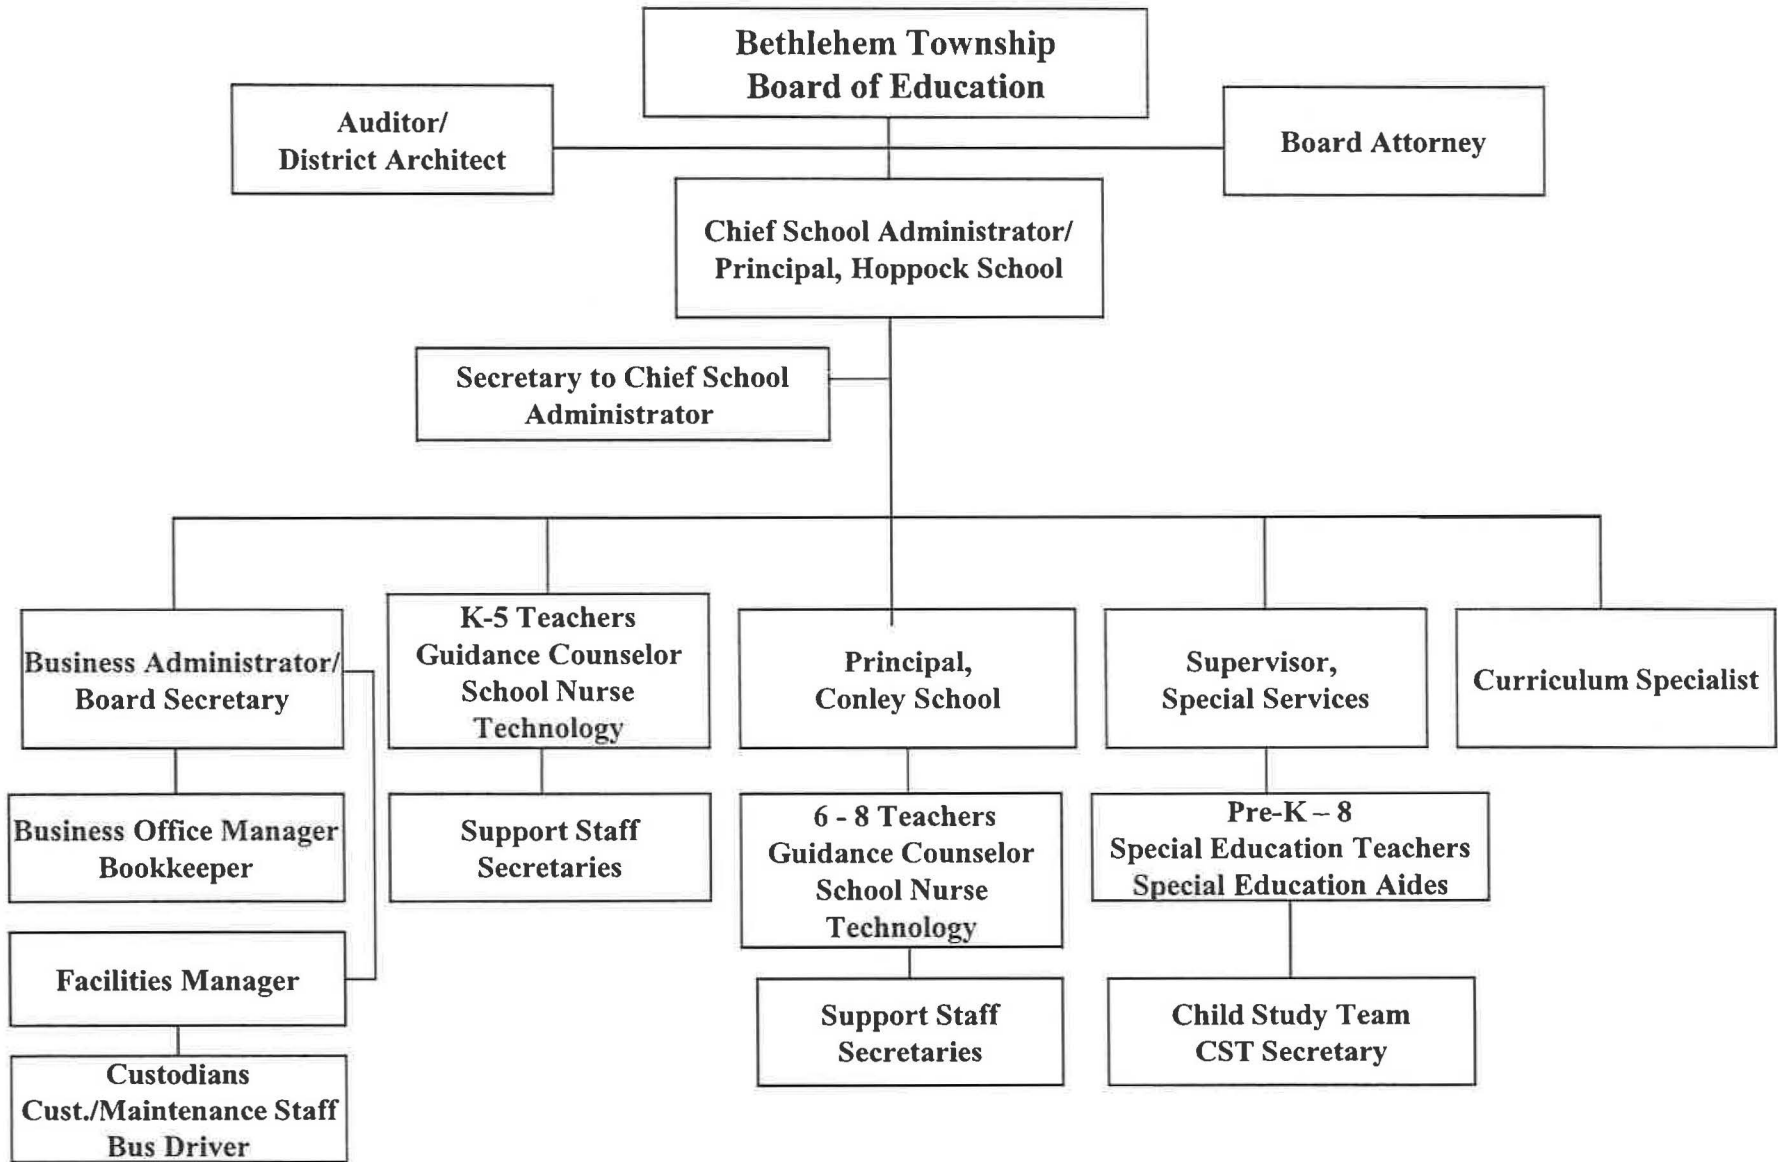 Bethlehem Township
Board of Education
Auditor/
District Architect
Board Attorney
Chief School Administrator/
Principal, Hoppock School
Secretary to Chief School
Administrator
Business Administrator/
Board Secretary
K-5 Teachers
Guidance Counselor
School Nurse
Technology
Principal,
Conley School
Supervisor,
Special Services
Curriculum Specialist
Business Office Manager
Bookkeeper
Support Staff
Secretaries
6 - 8 Teachers
Guidance Counselor
School Nurse
Technology
Pre-K – 8
Special Education Teachers
Special Education Aides
Facilities Manager
Support Staff
Secretaries
Child Study Team
CST Secretary
Custodians
Cust./Maintenance Staff
Bus Driver